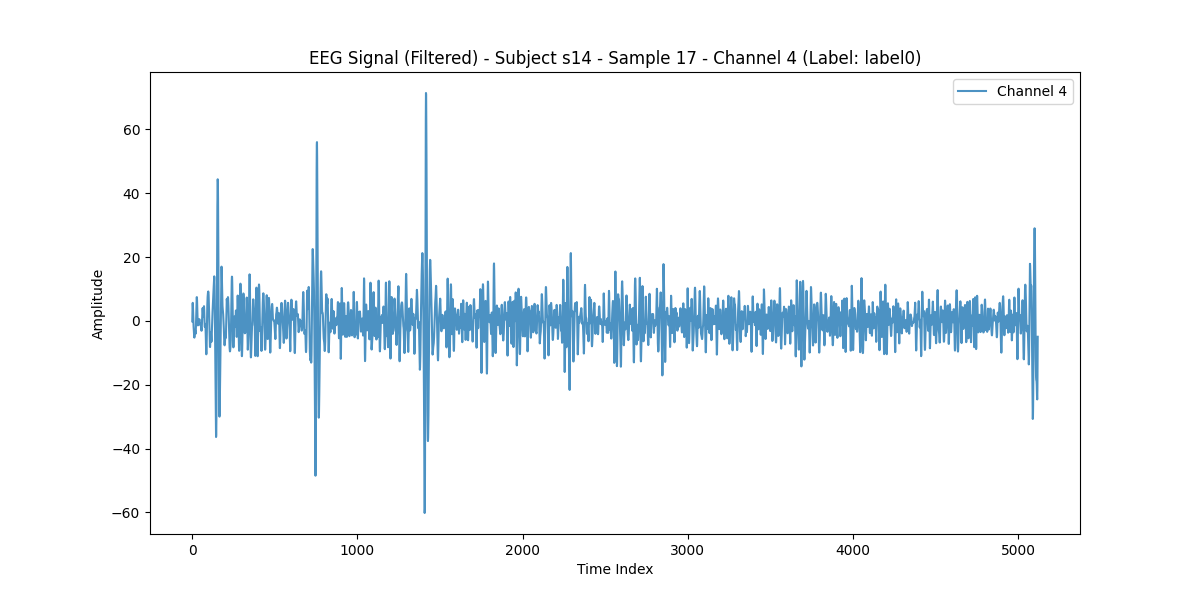 EEG Signal (Filtered) - Subject s14 - Sample 17 - Channel 4 (Label: label0)
Channel 4
60
40
20
0
−20
−40
−60
Amplitude
0 1000 2000 3000 4000 5000
Time Index